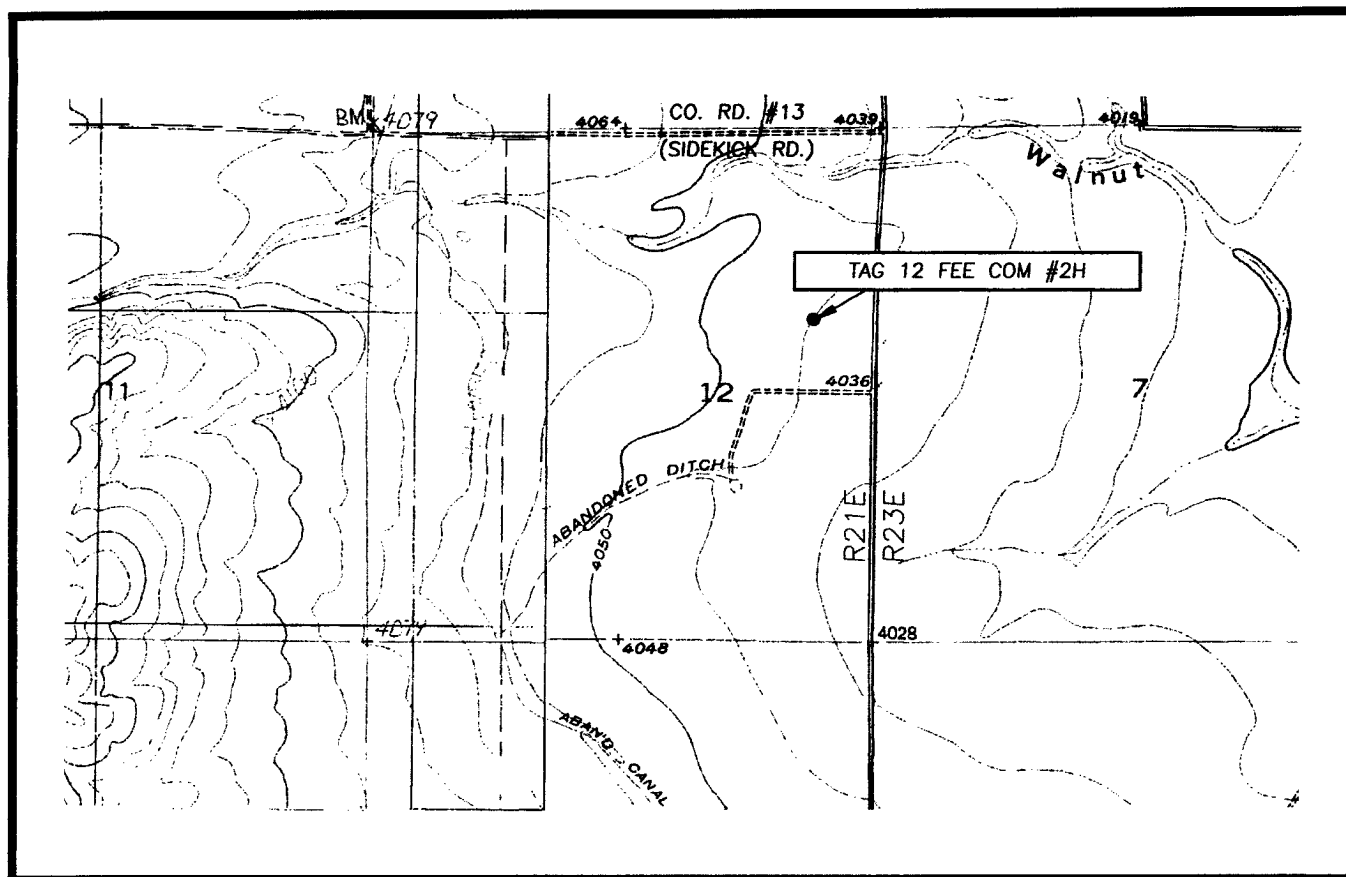 BM 4079
4064
CO. RD. #13
4039
4019
(SIDEKICK RD.)
Walnut
TAG 12 FEE COM #2H
4036
11
12
7
ABANDONED DITCH
R21E
R23E
4050
4079
4048
4028
ABAN'D CANAL